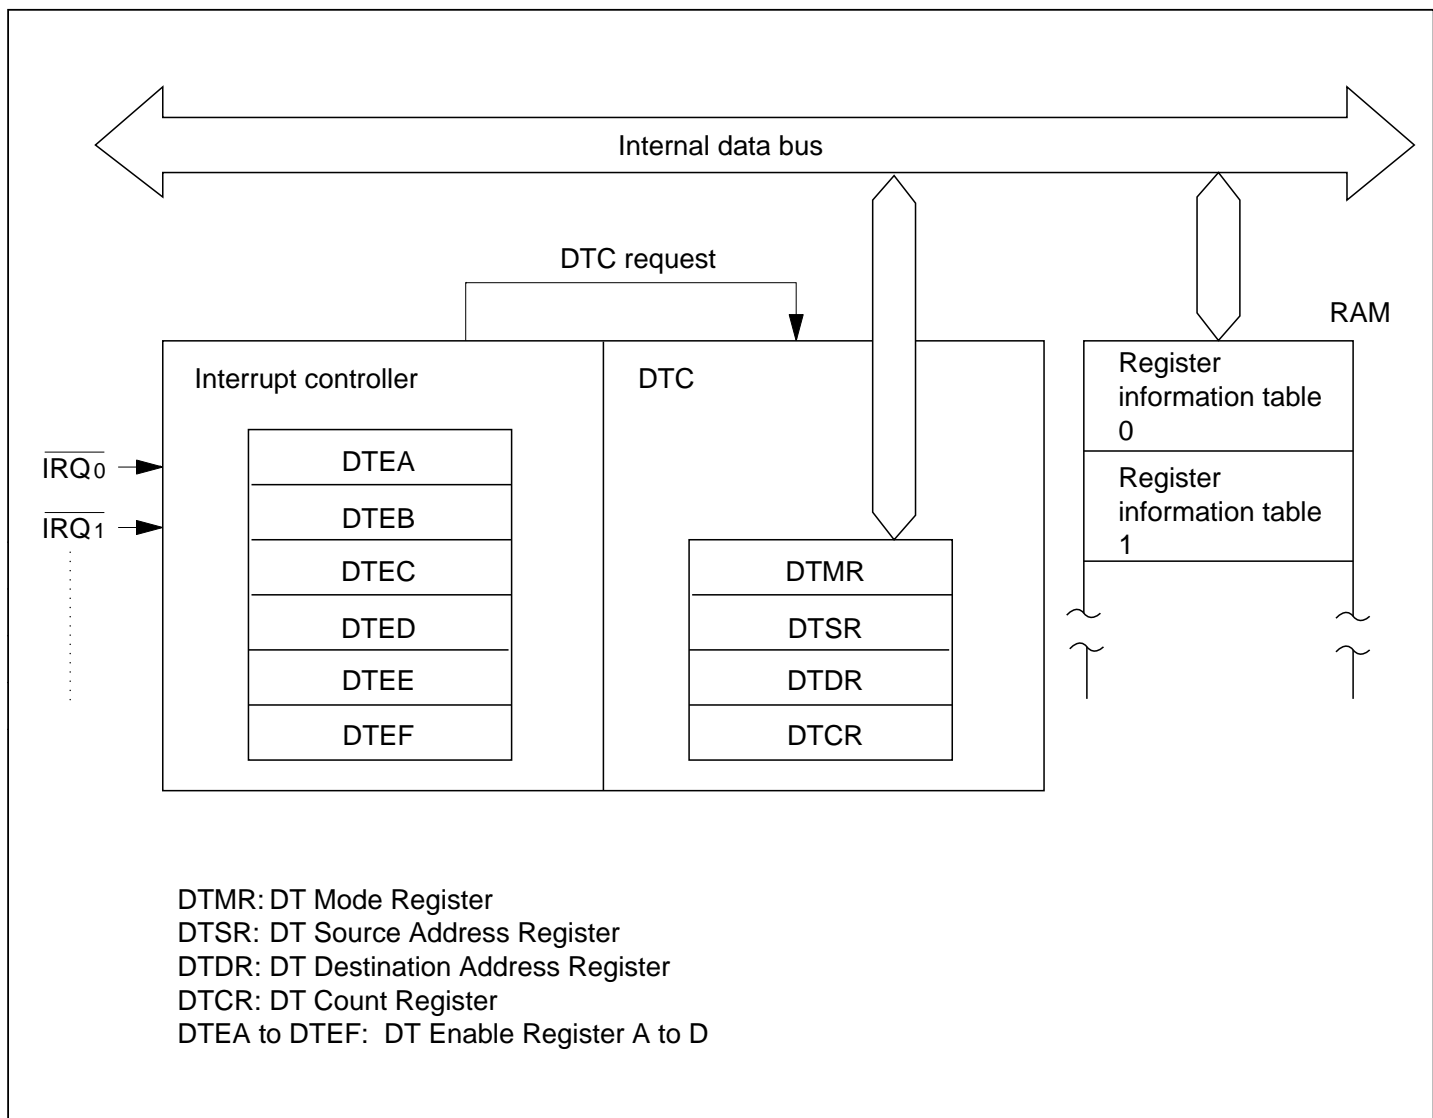 Internal data bus
DTC request
RAM
Interrupt controller
DTC
Register
information table
0
Register
information table
1
IRQ0
IRQ1
DTEA
DTEB
DTEC
DTED
DTEE
DTEF
DTMR
DTSR
DTDR
DTCR
DTMR: DT Mode Register
DTSR: DT Source Address Register
DTDR: DT Destination Address Register
DTCR: DT Count Register
DTEA to DTEF: DT Enable Register A to D